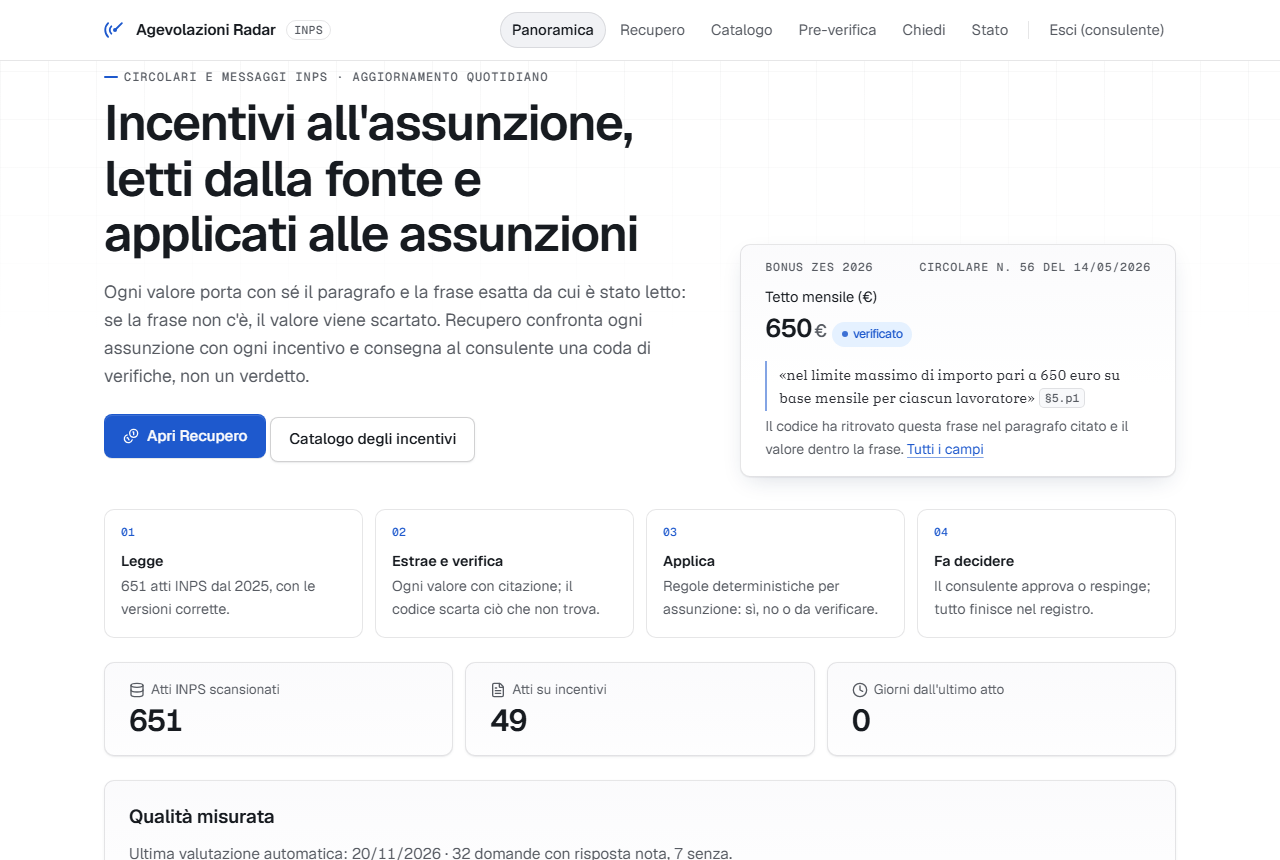 Agevolazioni Radar INPS Panoramica Recupero Catalogo Pre-verifica Chiedi Stato Esci (consulente)
CIRCOLARI E MESSAGGI INPS · AGGIORNAMENTO QUOTIDIANO
Incentivi all'assunzione,
letti dalla fonte e
applicati alle assunzioni
Ogni valore porta con sé il paragrafo e la frase esatta da cui è stato letto:
se la frase non c'è, il valore viene scartato. Recupero confronta ogni
assunzione con ogni incentivo e consegna al consulente una coda di
verifiche, non un verdetto.
Apri Recupero Catalogo degli incentivi
BONUS ZES 2026 CIRCOLARE N. 56 DEL 14/05/2026
Tetto mensile (€)
650 € verificato
«nel limite massimo di importo pari a 650 euro su
base mensile per ciascun lavoratore» §5.p1
Il codice ha ritrovato questa frase nel paragrafo citato e il
valore dentro la frase. Tutti i campi
01
Legge
651 atti INPS dal 2025, con le
versioni corrette.
02
Estrae e verifica
Ogni valore con citazione; il
codice scarta ciò che non trova.
03
Applica
Regole deterministiche per
assunzione: sì, no o da verificare.
04
Fa decidere
Il consulente approva o respinge;
tutto finisce nel registro.
Atti INPS scansionati
651
Atti su incentivi
49
Giorni dall'ultimo atto
0
Qualità misurata
Ultima valutazione automatica: 20/11/2026 · 32 domande con risposta nota, 7 senza.